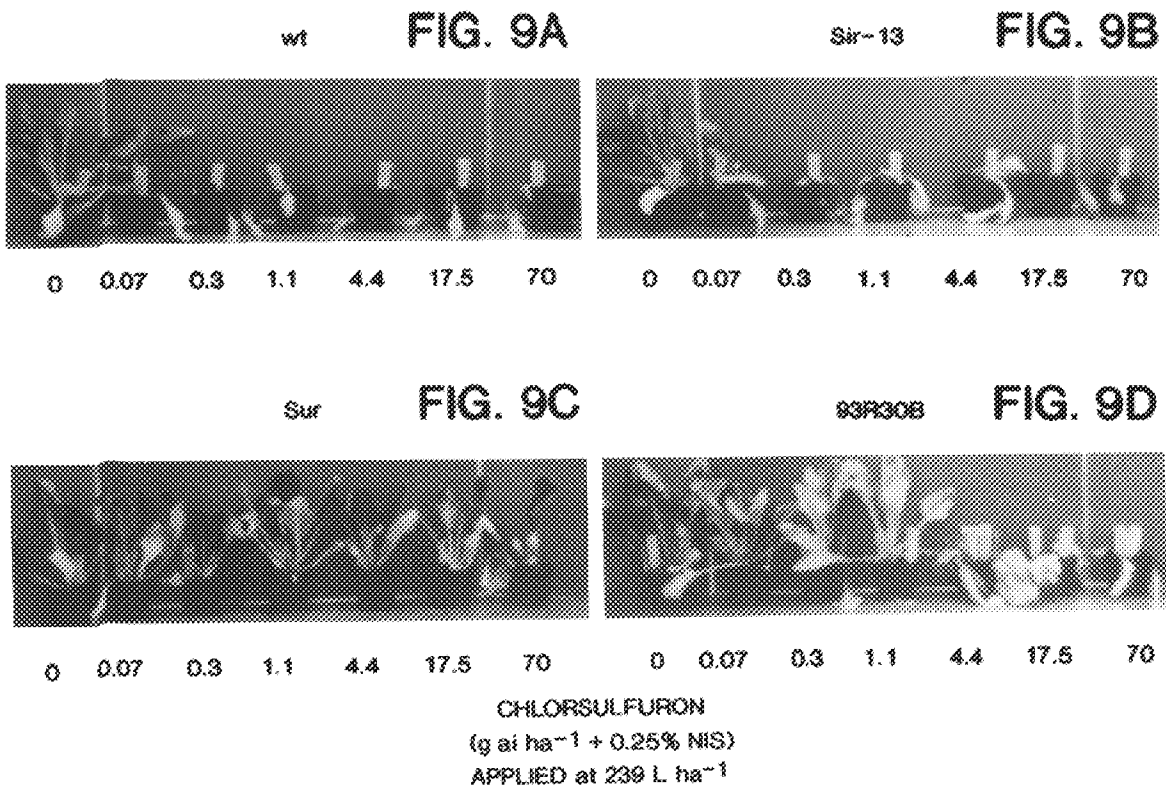 wt FIG. 9A
Sir-13 FIG. 9B
0 0.07 0.3 1.1 4.4 17.5 70
0 0.07 0.3 1.1 4.4 17.5 70
Sur FIG. 9C
93R30B FIG. 9D
0 0.07 0.3 1.1 4.4 17.5 70
0 0.07 0.3 1.1 4.4 17.5 70
CHLORSULFURON
(g ai ha⁻¹ + 0.25% NIS)
APPLIED at 239 L ha⁻¹